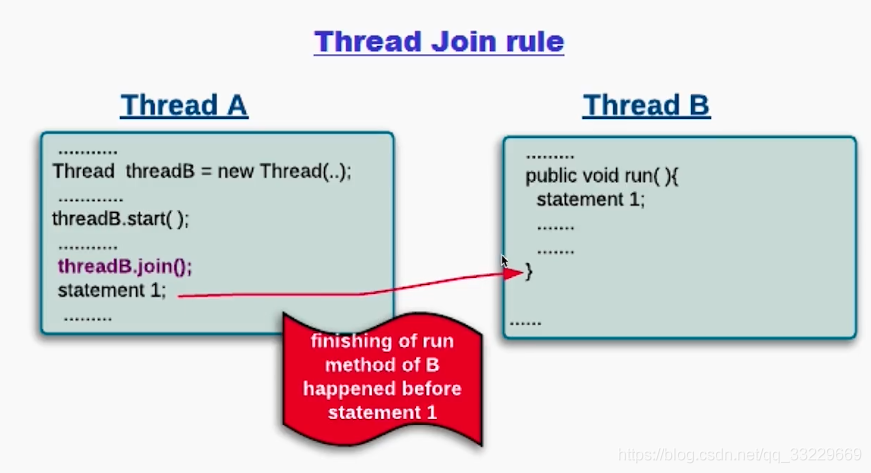 Thread Join rule
Thread A
...........
Thread threadB = new Thread(..);
............
threadB.start( );
...........
threadB.join();
statement 1;
.........
Thread B
.........
public void run( ){
statement 1;
.......
.......
}
......
finishing of run
method of B
happened before
statement 1
https://blog.csdn.net/qq_33229669